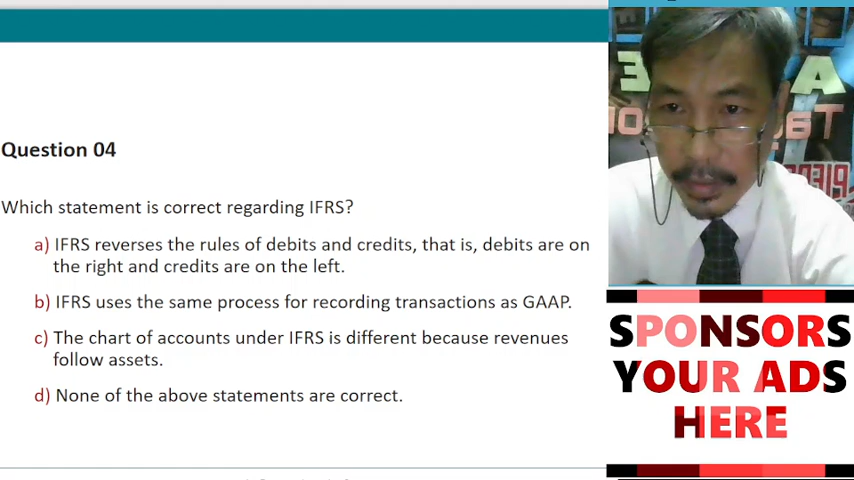 Question 04
Which statement is correct regarding IFRS?
a) IFRS reverses the rules of debits and credits, that is, debits are on
the right and credits are on the left.
b) IFRS uses the same process for recording transactions as GAAP.
c) The chart of accounts under IFRS is different because revenues
follow assets.
d) None of the above statements are correct.
SPONSORS
YOUR ADS
HERE